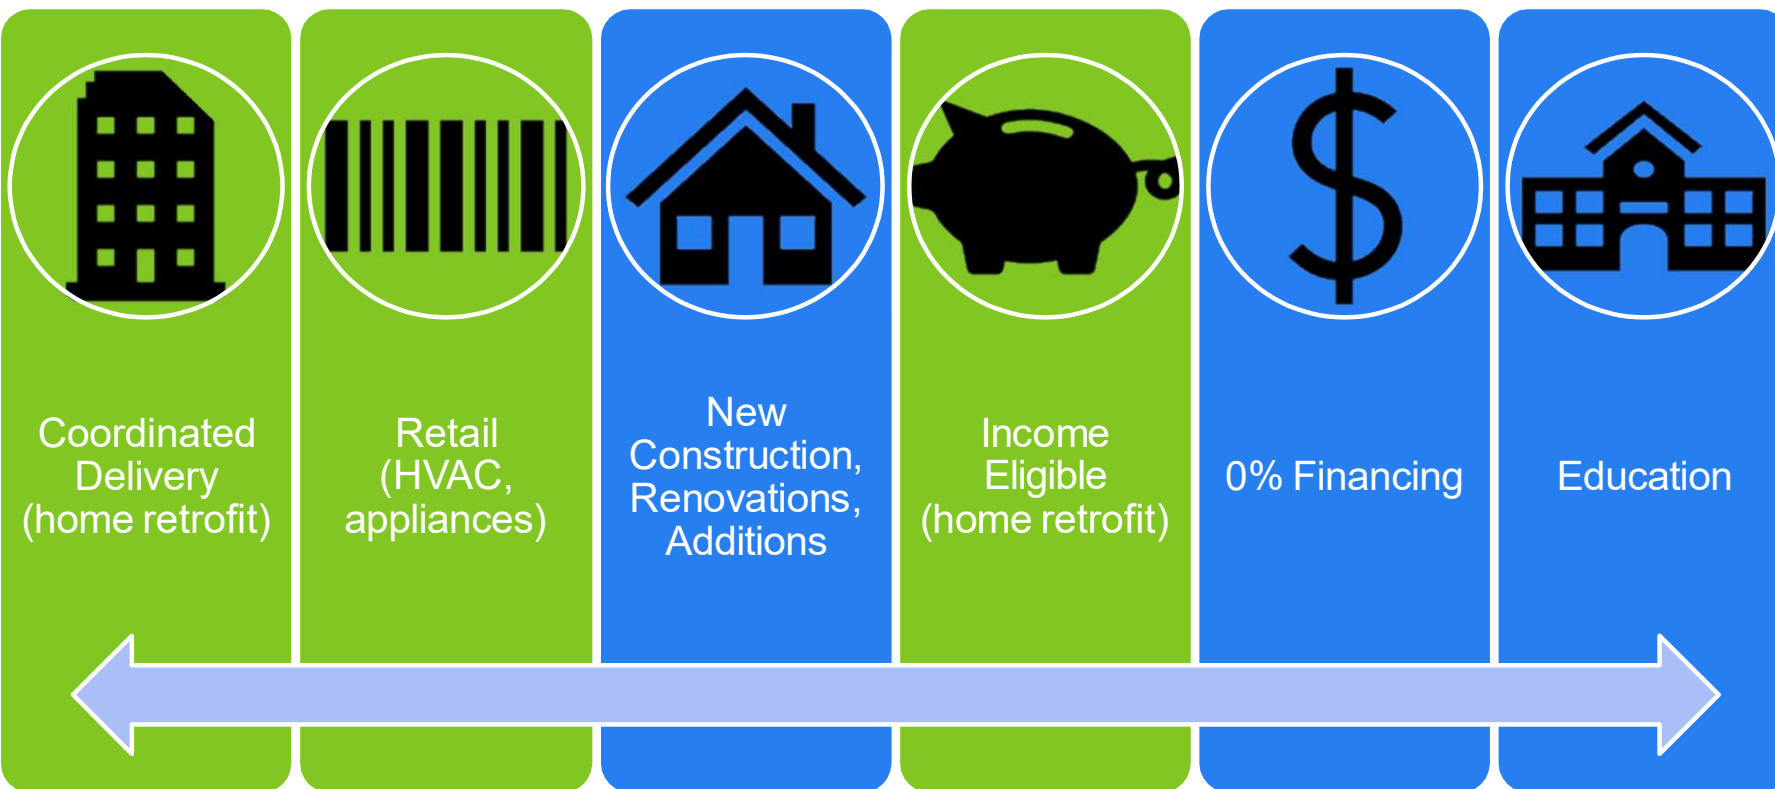 Coordinated
Delivery
(home retrofit)
Retail
(HVAC,
appliances)
New
Construction,
Renovations,
Additions
Income
Eligible
(home retrofit)
0% Financing
Education